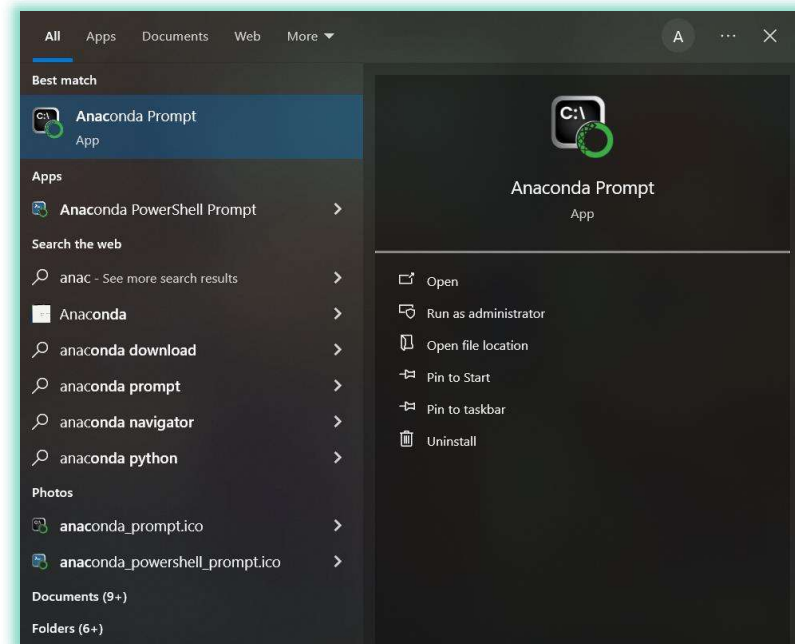 All Apps Documents Web More
A ...
Best match
Anaconda Prompt
App
Apps
Anaconda PowerShell Prompt
Search the web
anac - See more search results
Anaconda
anaconda download
anaconda prompt
anaconda navigator
anaconda python
Photos
anaconda_prompt.ico
anaconda_powershell_prompt.ico
Documents (9+)
Folders (6+)
C:\
Anaconda Prompt
App
Open
Run as administrator
Open file location
Pin to Start
Pin to taskbar
Uninstall